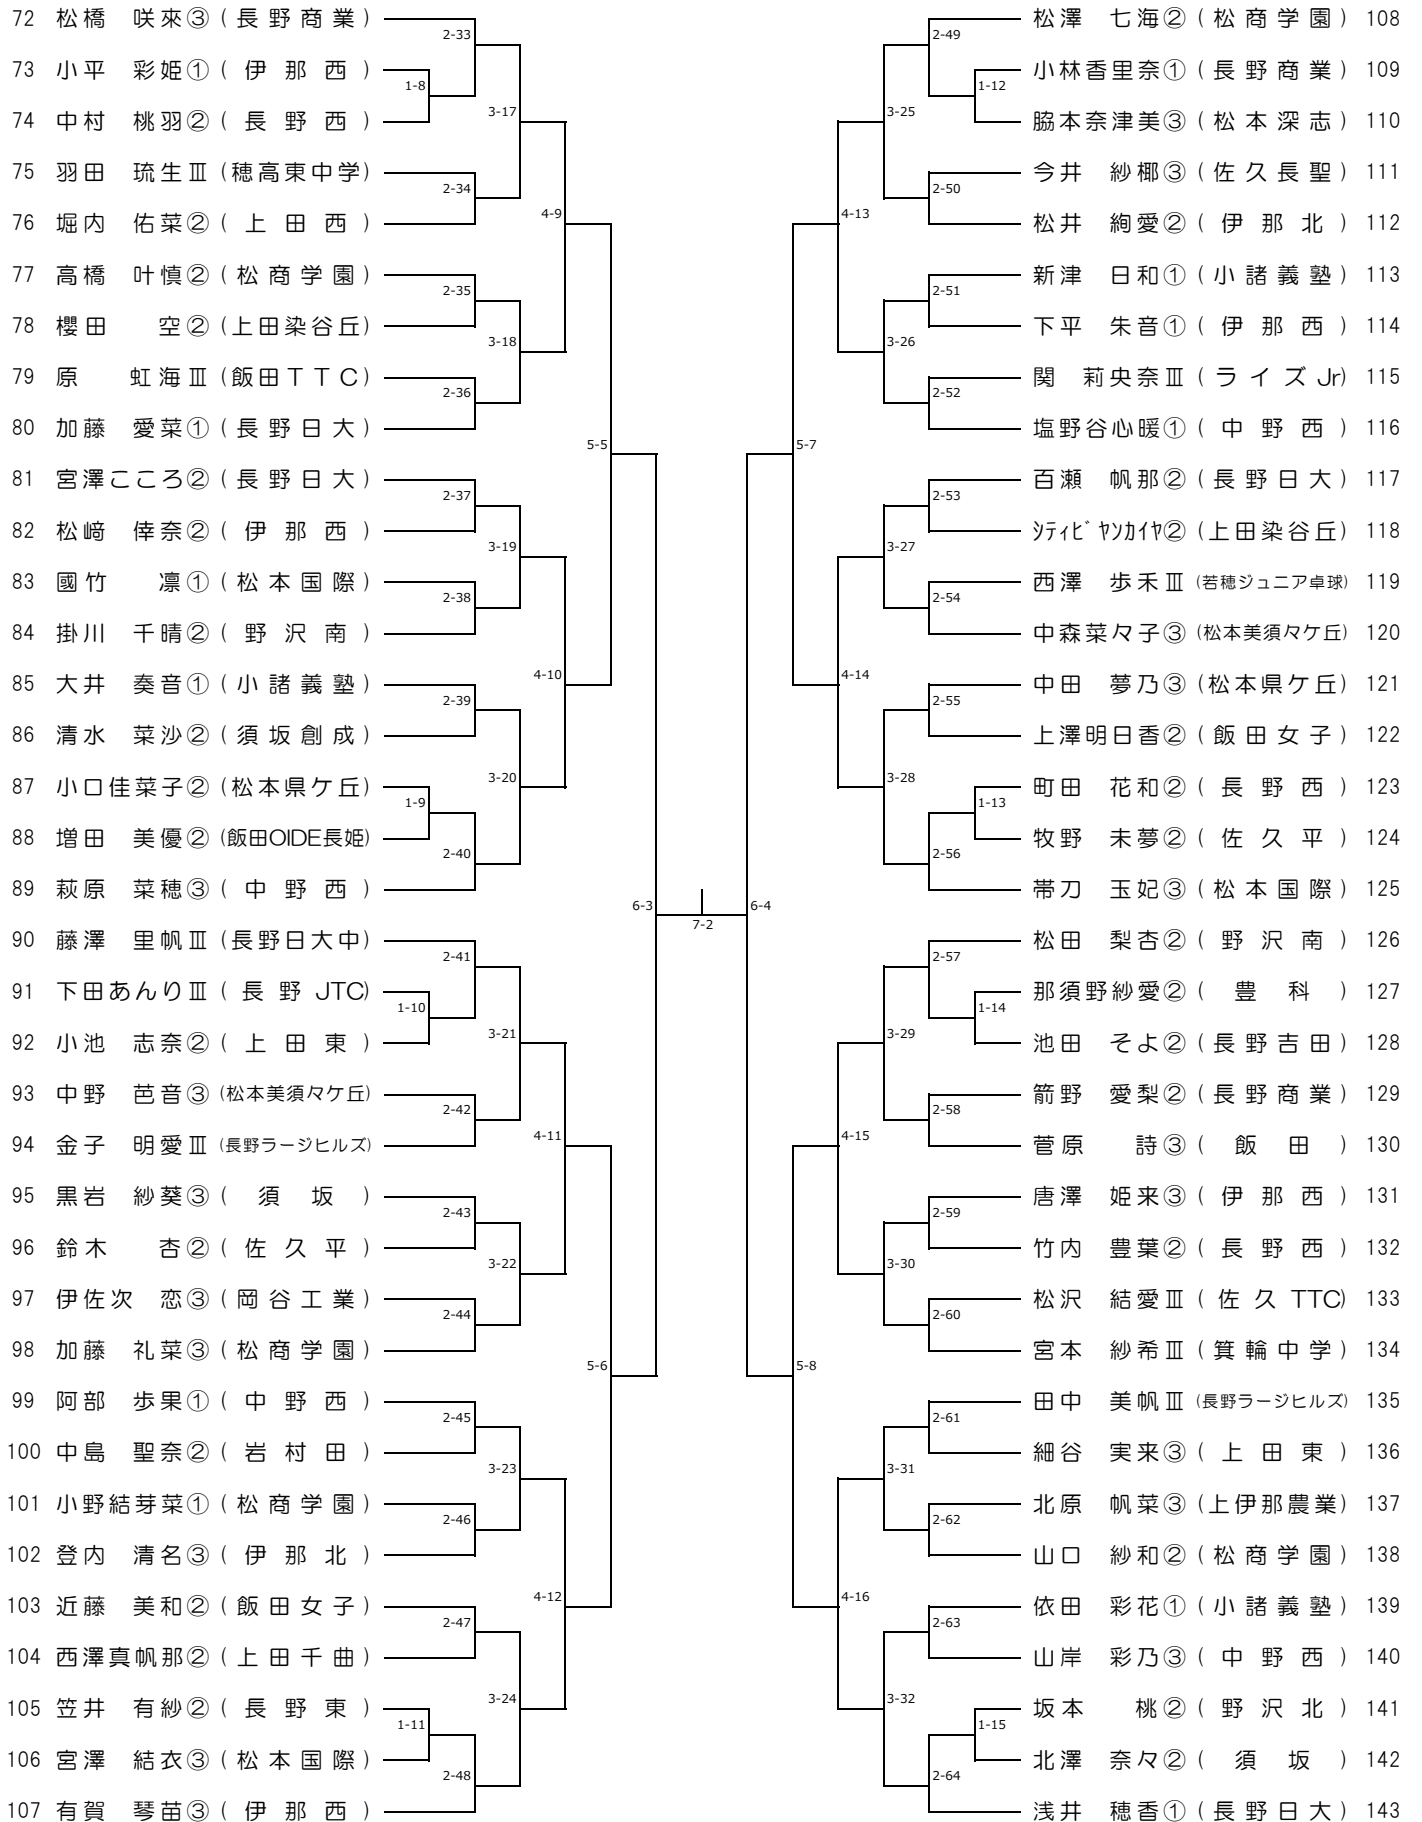 72 松橋 咲來③ (長野商業)
2-33
73 小平 彩姫① (伊那西)
1-8
74 中村 桃羽② (長野西)
3-17
75 羽田 琉生Ⅲ (穂高東中学)
2-34
76 堀内 佑菜② (上田西)
4-9
77 高橋 叶慎② (松商学園)
2-35
78 櫻田 空② (上田染谷丘)
3-18
79 原 虹海Ⅲ (飯田TTC)
2-36
80 加藤 愛菜① (長野日大)
5-5
81 宮澤こころ② (長野日大)
2-37
82 松﨑 倖奈② (伊那西)
3-19
83 國竹 凛① (松本国際)
2-38
84 掛川 千晴② (野沢南)
4-10
85 大井 奏音① (小諸義塾)
2-39
86 清水 菜沙② (須坂創成)
3-20
87 小口佳菜子② (松本県ケ丘)
1-9
88 増田 美優② (飯田OIDE長姫)
2-40
89 萩原 菜穂③ (中野西)
6-3
7-2
90 藤澤 里帆Ⅲ (長野日大中)
2-41
91 下田あんりⅢ (長野JTC)
1-10
92 小池 志奈② (上田東)
3-21
93 中野 芭音③ (松本美須々ケ丘)
2-42
94 金子 明愛Ⅲ (長野ラージヒルズ)
4-11
95 黒岩 紗葵③ (須坂)
2-43
96 鈴木 杏② (佐久平)
3-22
97 伊佐次 恋③ (岡谷工業)
2-44
98 加藤 礼菜③ (松商学園)
5-6
99 阿部 歩果① (中野西)
2-45
100 中島 聖奈② (岩村田)
3-23
101 小野結芽菜① (松商学園)
2-46
102 登内 清名③ (伊那北)
4-12
103 近藤 美和② (飯田女子)
2-47
104 西澤真帆那② (上田千曲)
3-24
105 笠井 有紗② (長野東)
1-11
106 宮澤 結衣③ (松本国際)
2-48
107 有賀 琴苗③ (伊那西)
松澤 七海② (松商学園) 108
2-49
小林香里奈① (長野商業) 109
1-12
脇本奈津美③ (松本深志) 110
3-25
今井 紗椰③ (佐久長聖) 111
2-50
松井 絢愛② (伊那北) 112
4-13
新津 日和① (小諸義塾) 113
2-51
下平 朱音① (伊那西) 114
3-26
関 莉央奈Ⅲ (ライズJr) 115
2-52
塩野谷心暖① (中野西) 116
5-7
百瀬 帆那② (長野日大) 117
2-53
ｼﾃｨﾋﾞﾔﾝｶｲﾔ② (上田染谷丘) 118
3-27
西澤 歩禾Ⅲ (若穂ジュニア卓球) 119
2-54
中森菜々子③ (松本美須々ケ丘) 120
4-14
中田 夢乃③ (松本県ケ丘) 121
2-55
上澤明日香② (飯田女子) 122
3-28
町田 花和② (長野西) 123
1-13
牧野 未夢② (佐久平) 124
2-56
帯刀 玉妃③ (松本国際) 125
6-4
松田 梨杏② (野沢南) 126
2-57
那須野紗愛② (豊科) 127
1-14
池田 そよ② (長野吉田) 128
3-29
箭野 愛梨② (長野商業) 129
2-58
菅原 詩③ (飯田) 130
4-15
唐澤 姫来③ (伊那西) 131
2-59
竹内 豊葉② (長野西) 132
3-30
松沢 結愛Ⅲ (佐久TTC) 133
2-60
宮本 紗希Ⅲ (箕輪中学) 134
5-8
田中 美帆Ⅲ (長野ラージヒルズ) 135
2-61
細谷 実来③ (上田東) 136
3-31
北原 帆菜③ (上伊那農業) 137
2-62
山口 紗和② (松商学園) 138
4-16
依田 彩花① (小諸義塾) 139
2-63
山岸 彩乃③ (中野西) 140
3-32
坂本 桃② (野沢北) 141
1-15
北澤 奈々② (須坂) 142
2-64
浅井 穂香① (長野日大) 143